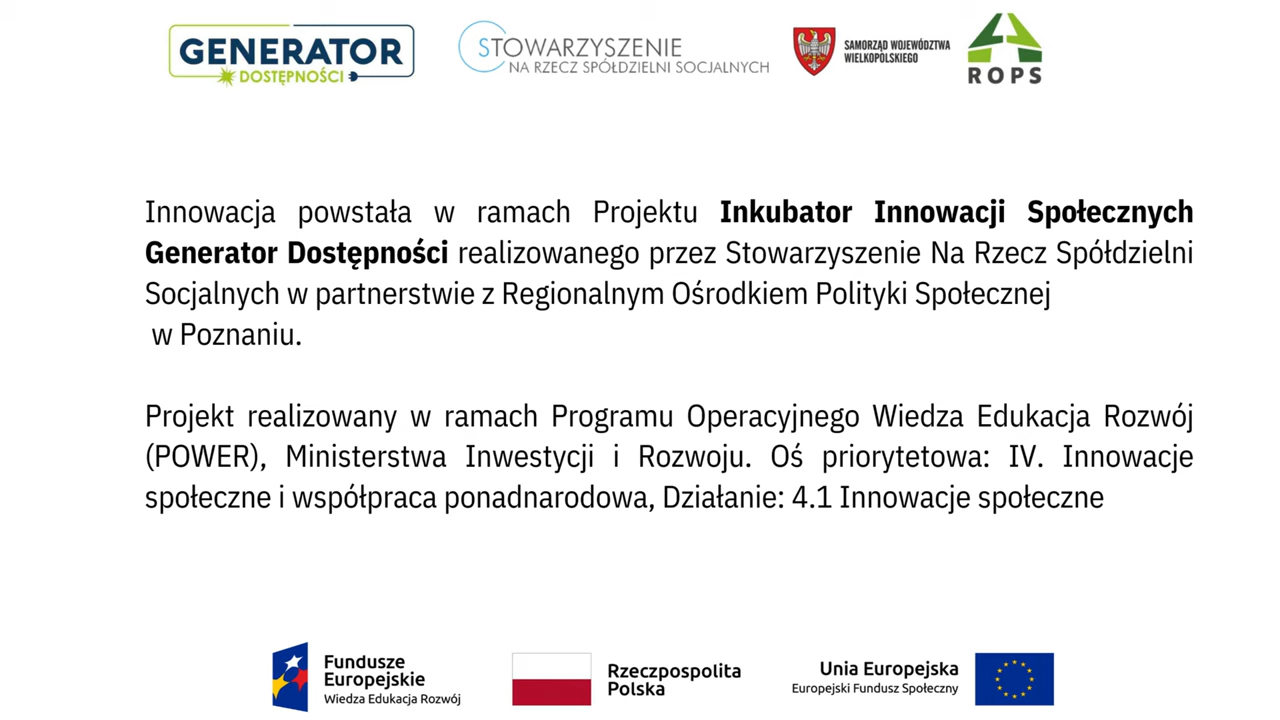 GENERATOR
DOSTĘPNOŚCI
STOWARZYSZENIE
NA RZECZ SPÓŁDZIELNI SOCJALNYCH
SAMORZĄD WOJEWÓDZTWA
WIELKOPOLSKIEGO
ROPS
Innowacja powstała w ramach Projektu Inkubator Innowacji Społecznych
Generator Dostępności realizowanego przez Stowarzyszenie Na Rzecz Spółdzielni
Socjalnych w partnerstwie z Regionalnym Ośrodkiem Polityki Społecznej
w Poznaniu.
Projekt realizowany w ramach Programu Operacyjnego Wiedza Edukacja Rozwój
(POWER), Ministerstwa Inwestycji i Rozwoju. Oś priorytetowa: IV. Innowacje
społeczne i współpraca ponadnarodowa, Działanie: 4.1 Innowacje społeczne
Fundusze
Europejskie
Wiedza Edukacja Rozwój
Rzeczpospolita
Polska
Unia Europejska
Europejski Fundusz Społeczny